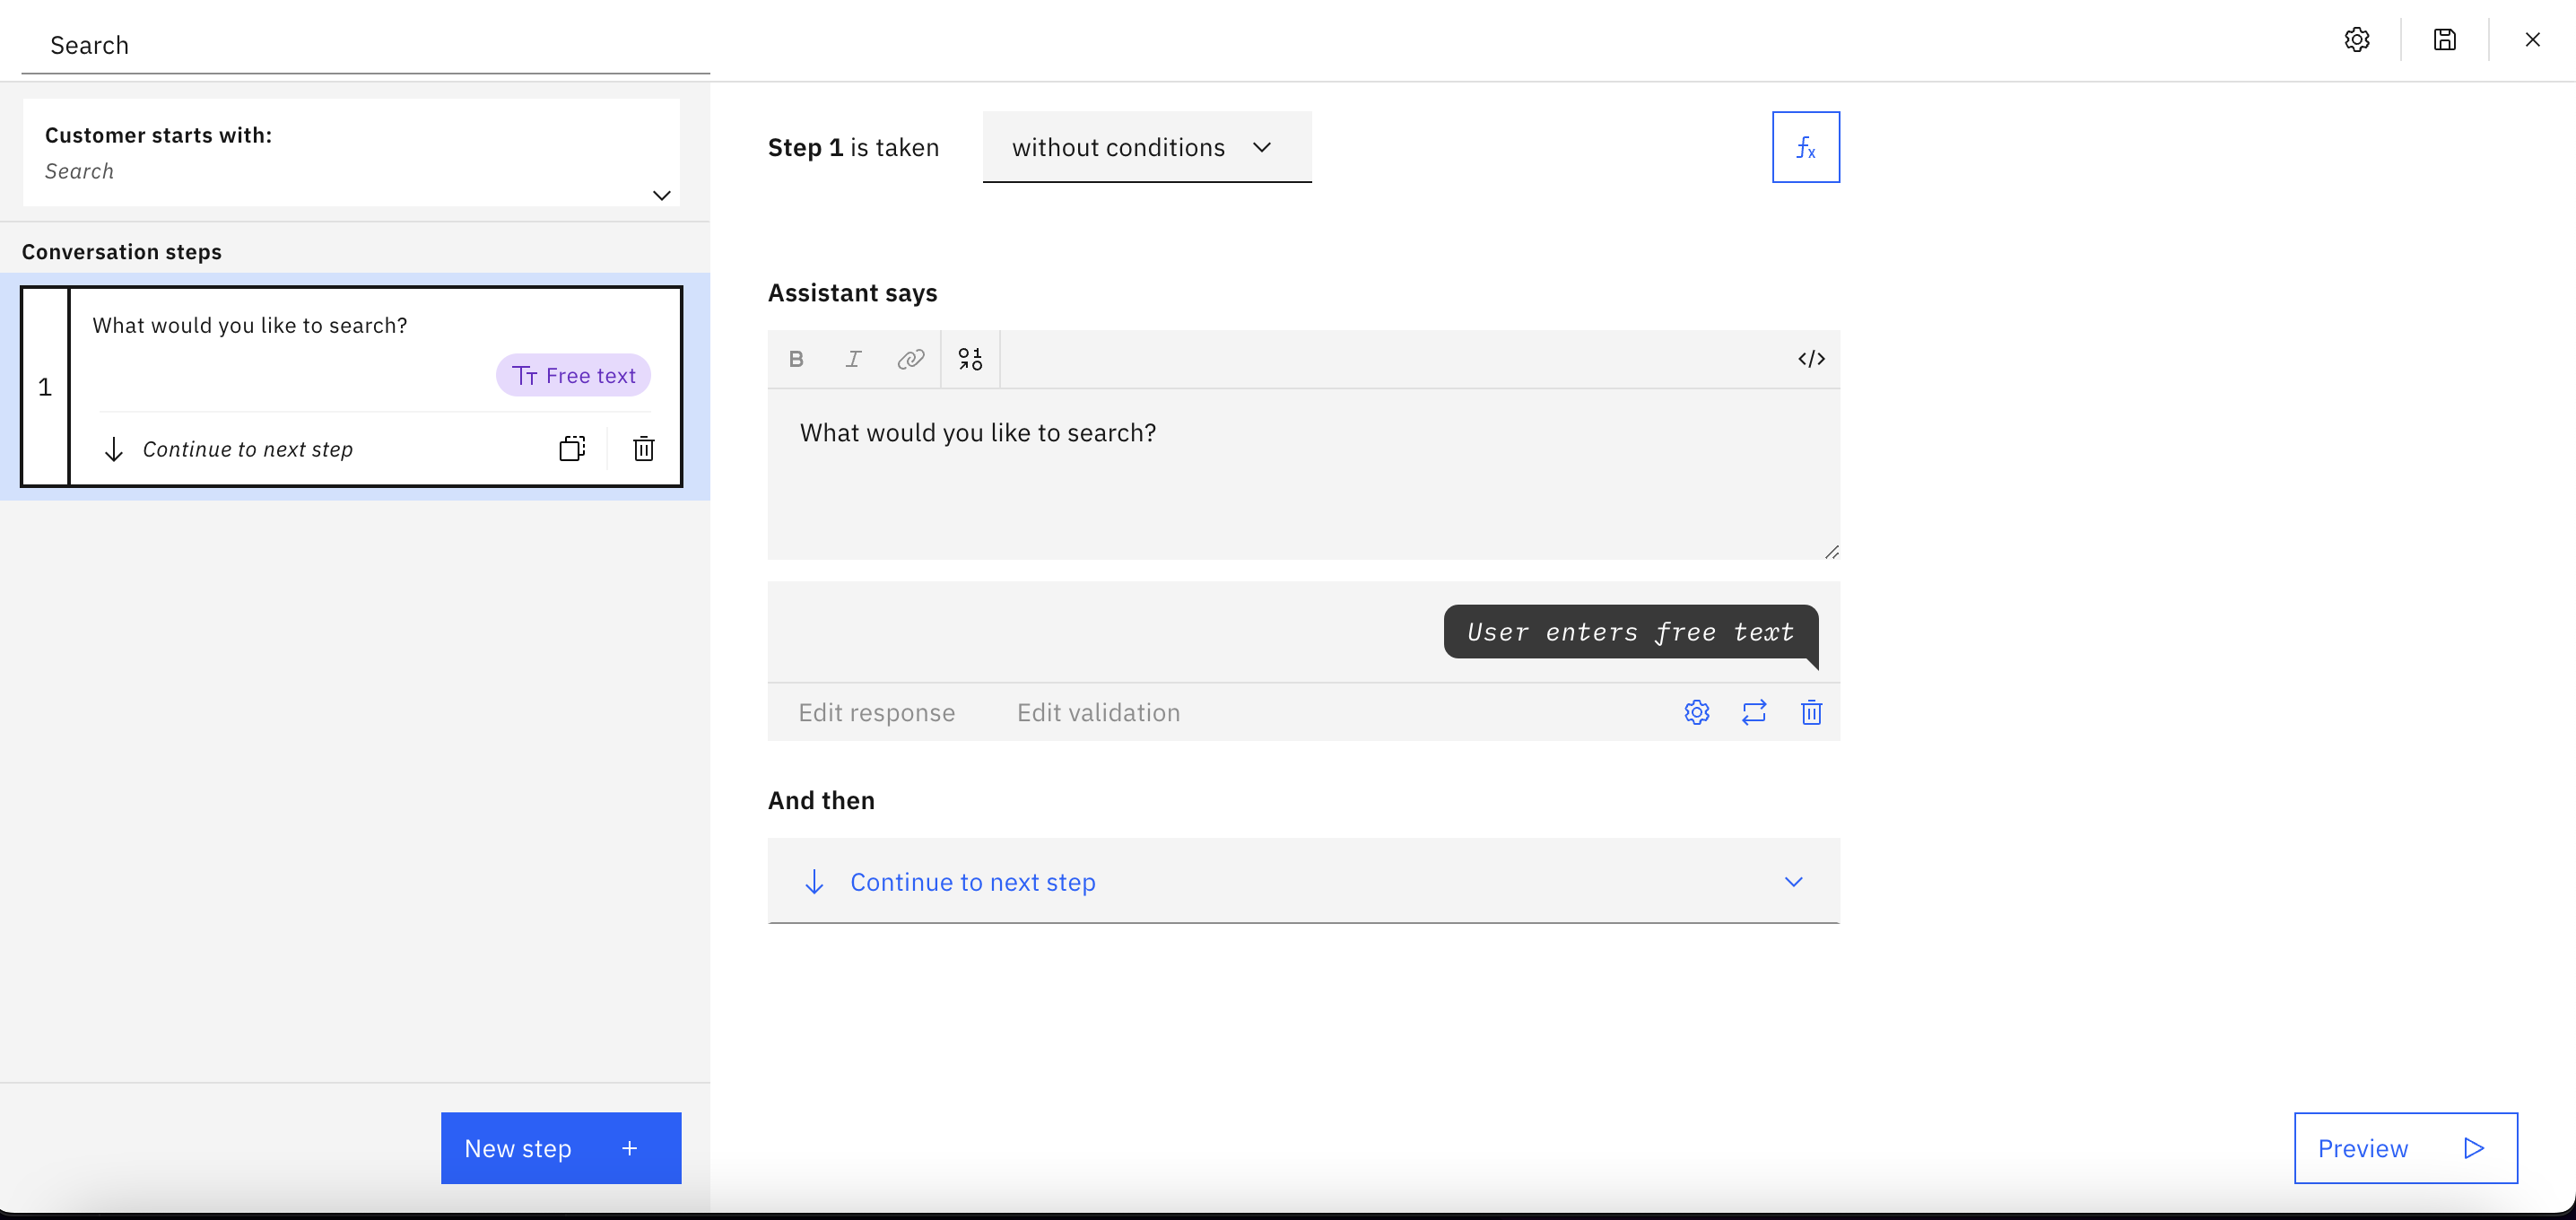 Search
Customer starts with:
Search
Conversation steps
1
What would you like to search?
Free text
Continue to next step
New step
Step 1 is taken
without conditions
fx
Assistant says
B I
What would you like to search?
User enters free text
Edit response
Edit validation
And then
Continue to next step
Preview